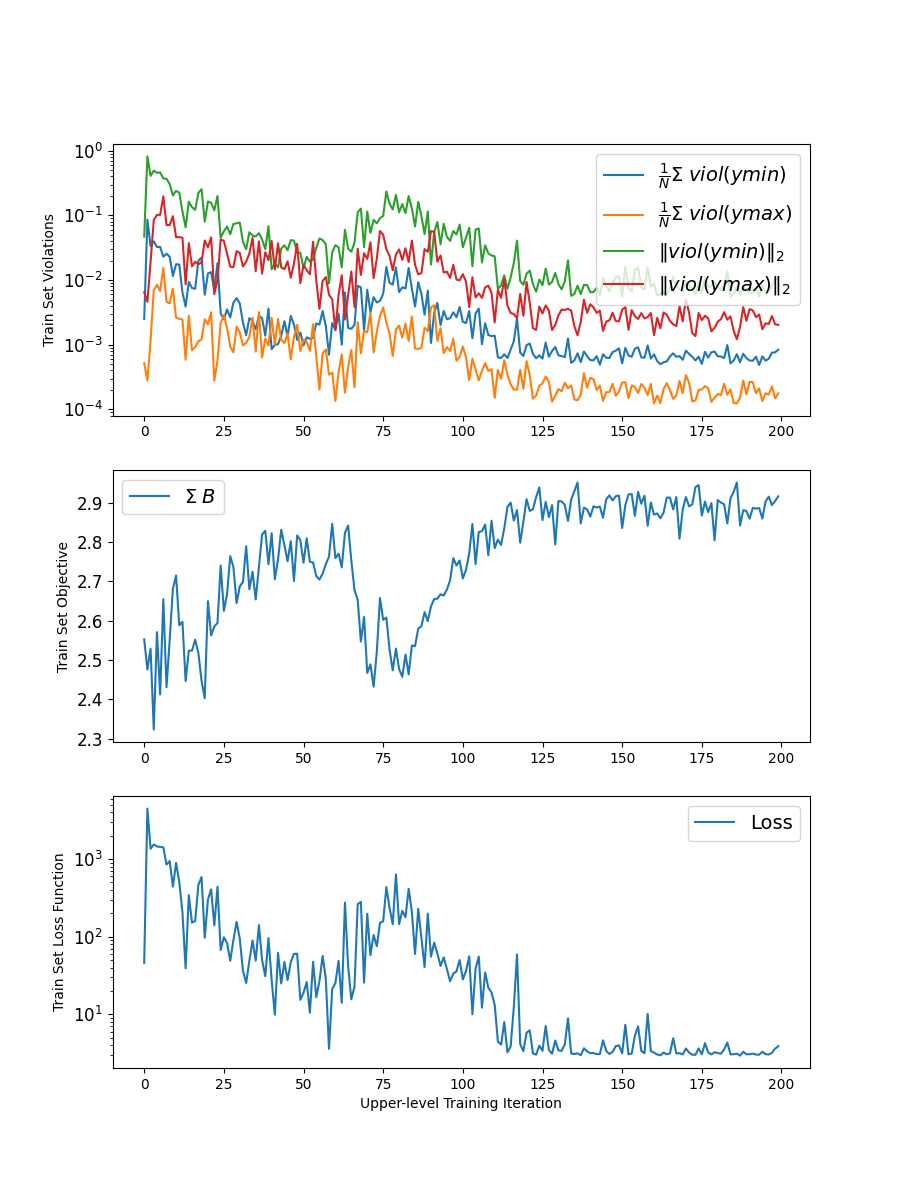 Train Set Violations
10⁰
10⁻¹
10⁻²
10⁻³
10⁻⁴
1/N Σ viol(ymin)
1/N Σ viol(ymax)
‖viol(ymin)‖₂
‖viol(ymax)‖₂
0 25 50 75 100 125 150 175 200
Train Set Objective
2.9
2.8
2.7
2.6
2.5
2.4
2.3
Σ B
0 25 50 75 100 125 150 175 200
Train Set Loss Function
10³
10²
10¹
Loss
0 25 50 75 100 125 150 175 200
Upper-level Training Iteration